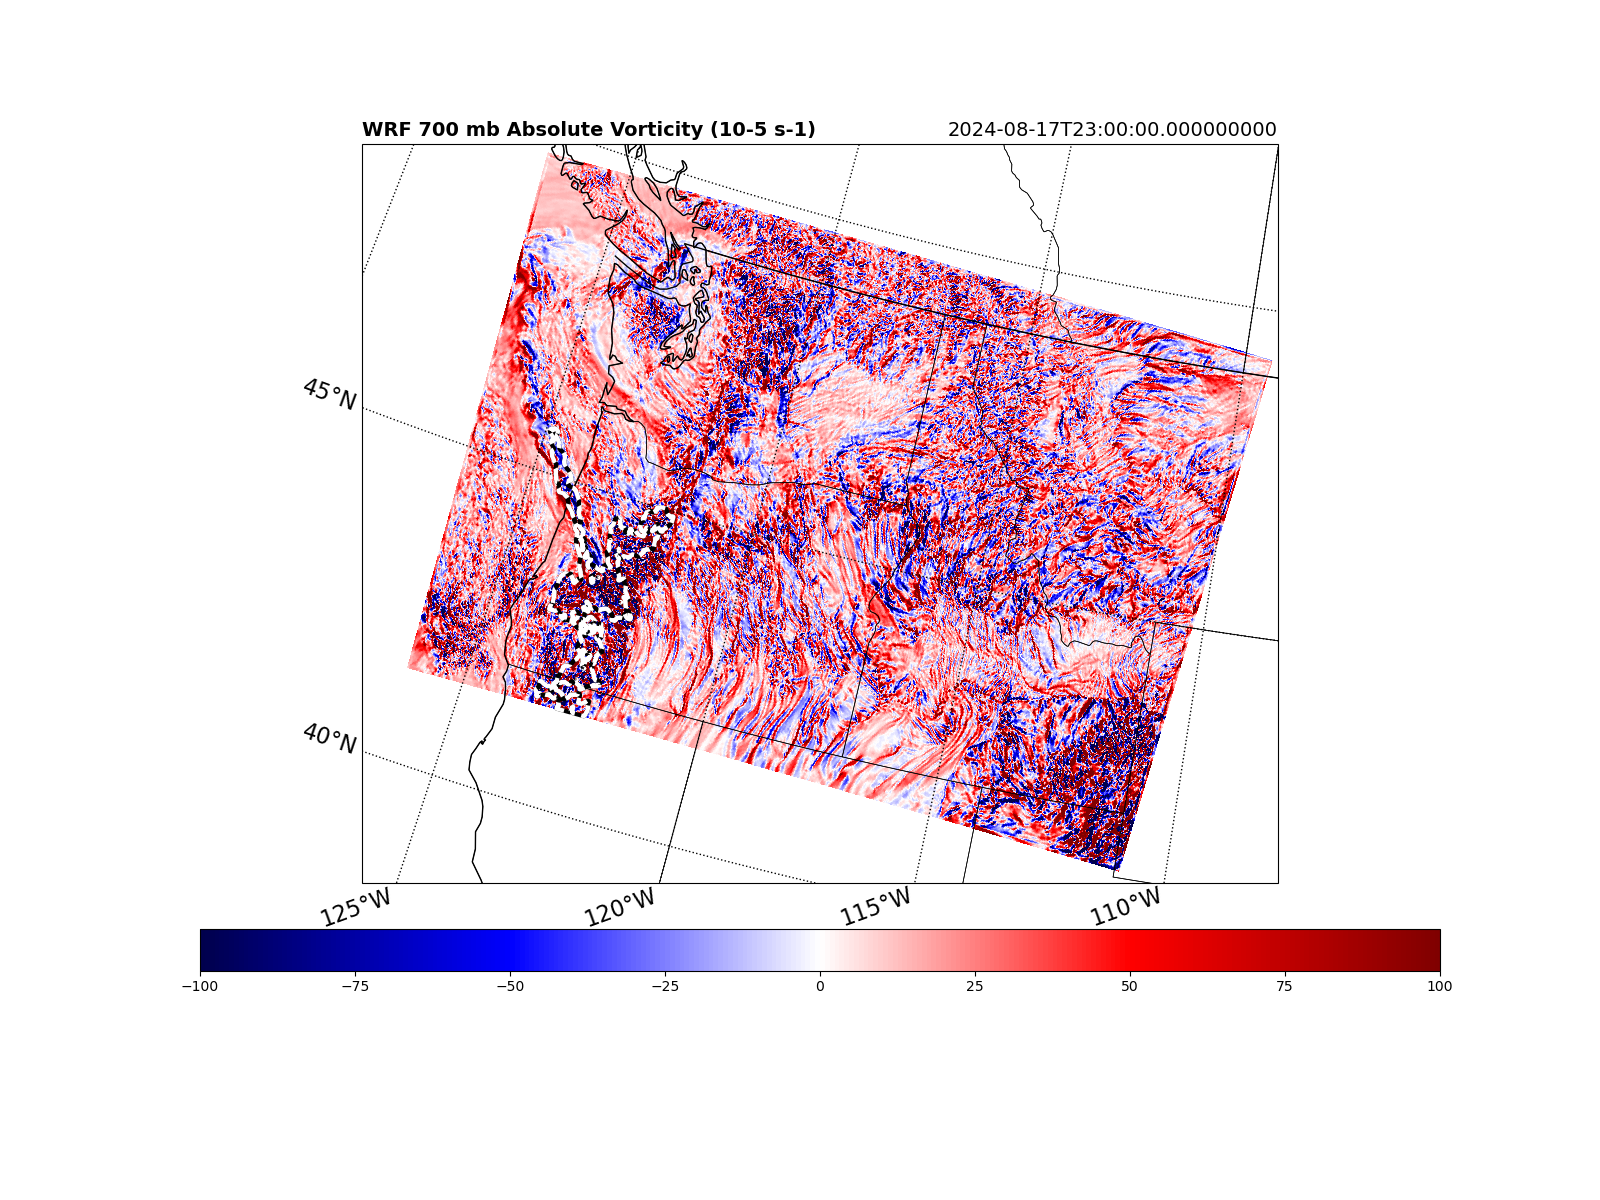 WRF 700 mb Absolute Vorticity (10-5 s-1) 2024-08-17T23:00:00.000000000
45°N
40°N
125°W 120°W 115°W 110°W
−100 −75 −50 −25 0 25 50 75 100